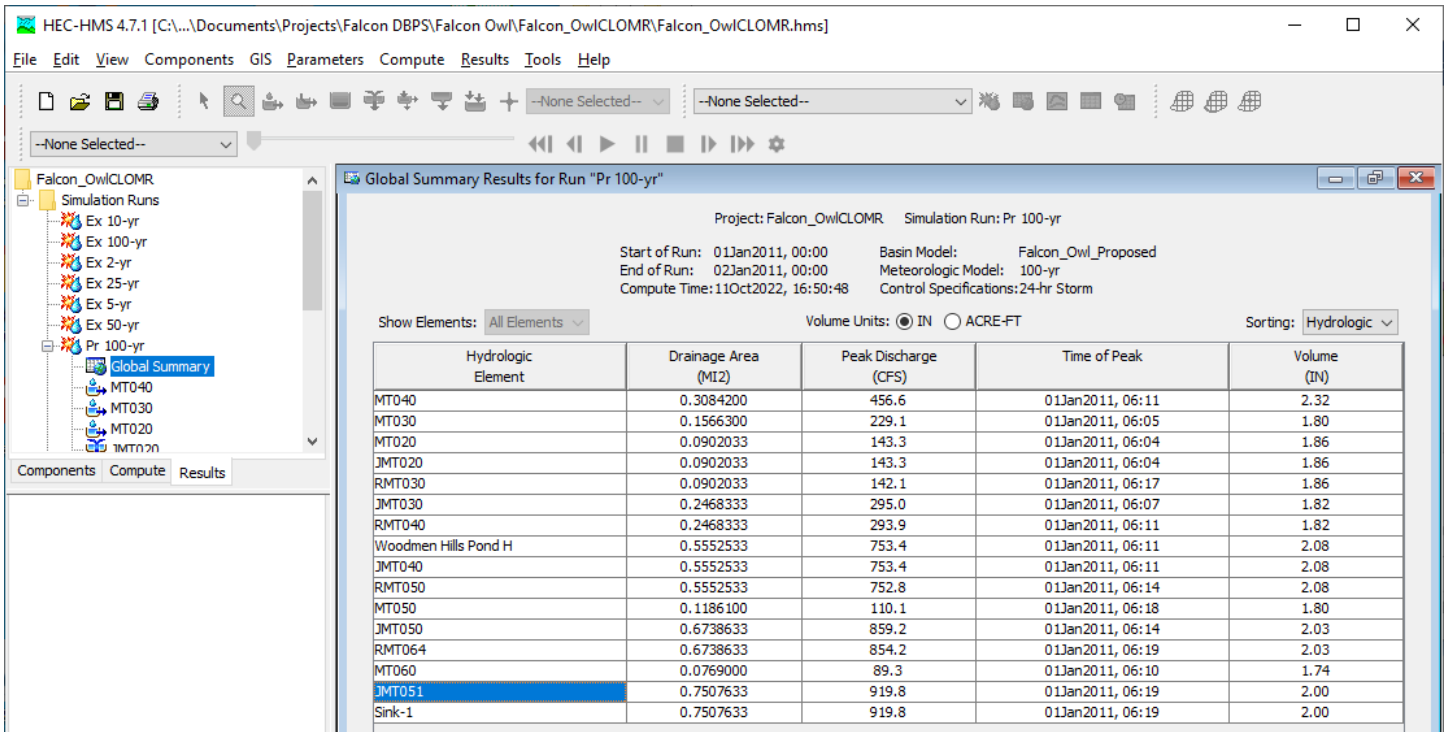 HEC-HMS 4.7.1 [C:\...\Documents\Projects\Falcon DBPS\Falcon Owl\Falcon_OwlCLOMR\Falcon_OwlCLOMR.hms]
File Edit View Components GIS Parameters Compute Results Tools Help
--None Selected-- --None Selected--
--None Selected--
Falcon_OwlCLOMR
Simulation Runs
Ex 10-yr
Ex 100-yr
Ex 2-yr
Ex 25-yr
Ex 5-yr
Ex 50-yr
Pr 100-yr
Global Summary
MT040
MT030
MT020
JMT020
Components Compute Results
Global Summary Results for Run "Pr 100-yr"
Project: Falcon_OwlCLOMR Simulation Run: Pr 100-yr
Start of Run: 01Jan2011, 00:00 Basin Model: Falcon_Owl_Proposed
End of Run: 02Jan2011, 00:00 Meteorologic Model: 100-yr
Compute Time:11Oct2022, 16:50:48 Control Specifications:24-hr Storm
Show Elements: All Elements Volume Units: IN ACRE-FT Sorting: Hydrologic
Hydrologic Drainage Area Peak Discharge Time of Peak Volume
Element (MI2) (CFS) (IN)
MT040 0.3084200 456.6 01Jan2011, 06:11 2.32
MT030 0.1566300 229.1 01Jan2011, 06:05 1.80
MT020 0.0902033 143.3 01Jan2011, 06:04 1.86
JMT020 0.0902033 143.3 01Jan2011, 06:04 1.86
RMT030 0.0902033 142.1 01Jan2011, 06:17 1.86
JMT030 0.2468333 295.0 01Jan2011, 06:07 1.82
RMT040 0.2468333 293.9 01Jan2011, 06:11 1.82
Woodmen Hills Pond H 0.5552533 753.4 01Jan2011, 06:11 2.08
JMT040 0.5552533 753.4 01Jan2011, 06:11 2.08
RMT050 0.5552533 752.8 01Jan2011, 06:14 2.08
MT050 0.1186100 110.1 01Jan2011, 06:18 1.80
JMT050 0.6738633 859.2 01Jan2011, 06:14 2.03
RMT064 0.6738633 854.2 01Jan2011, 06:19 2.03
MT060 0.0769000 89.3 01Jan2011, 06:10 1.74
JMT051 0.7507633 919.8 01Jan2011, 06:19 2.00
Sink-1 0.7507633 919.8 01Jan2011, 06:19 2.00